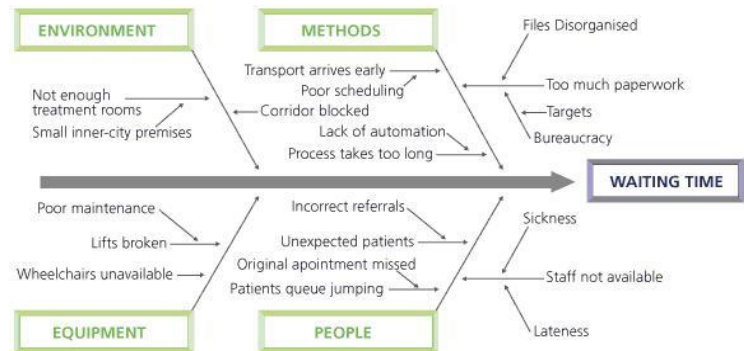 ENVIRONMENT
METHODS
Files Disorganised
Transport arrives early
Poor scheduling
Too much paperwork
Not enough
treatment rooms
Corridor blocked
Targets
Small inner-city premises
Lack of automation
Bureaucracy
Process takes too long
WAITING TIME
Poor maintenance
Incorrect referrals
Sickness
Lifts broken
Unexpected patients
Original apointment missed
Wheelchairs unavailable
Staff not available
Patients queue jumping
EQUIPMENT
PEOPLE
Lateness